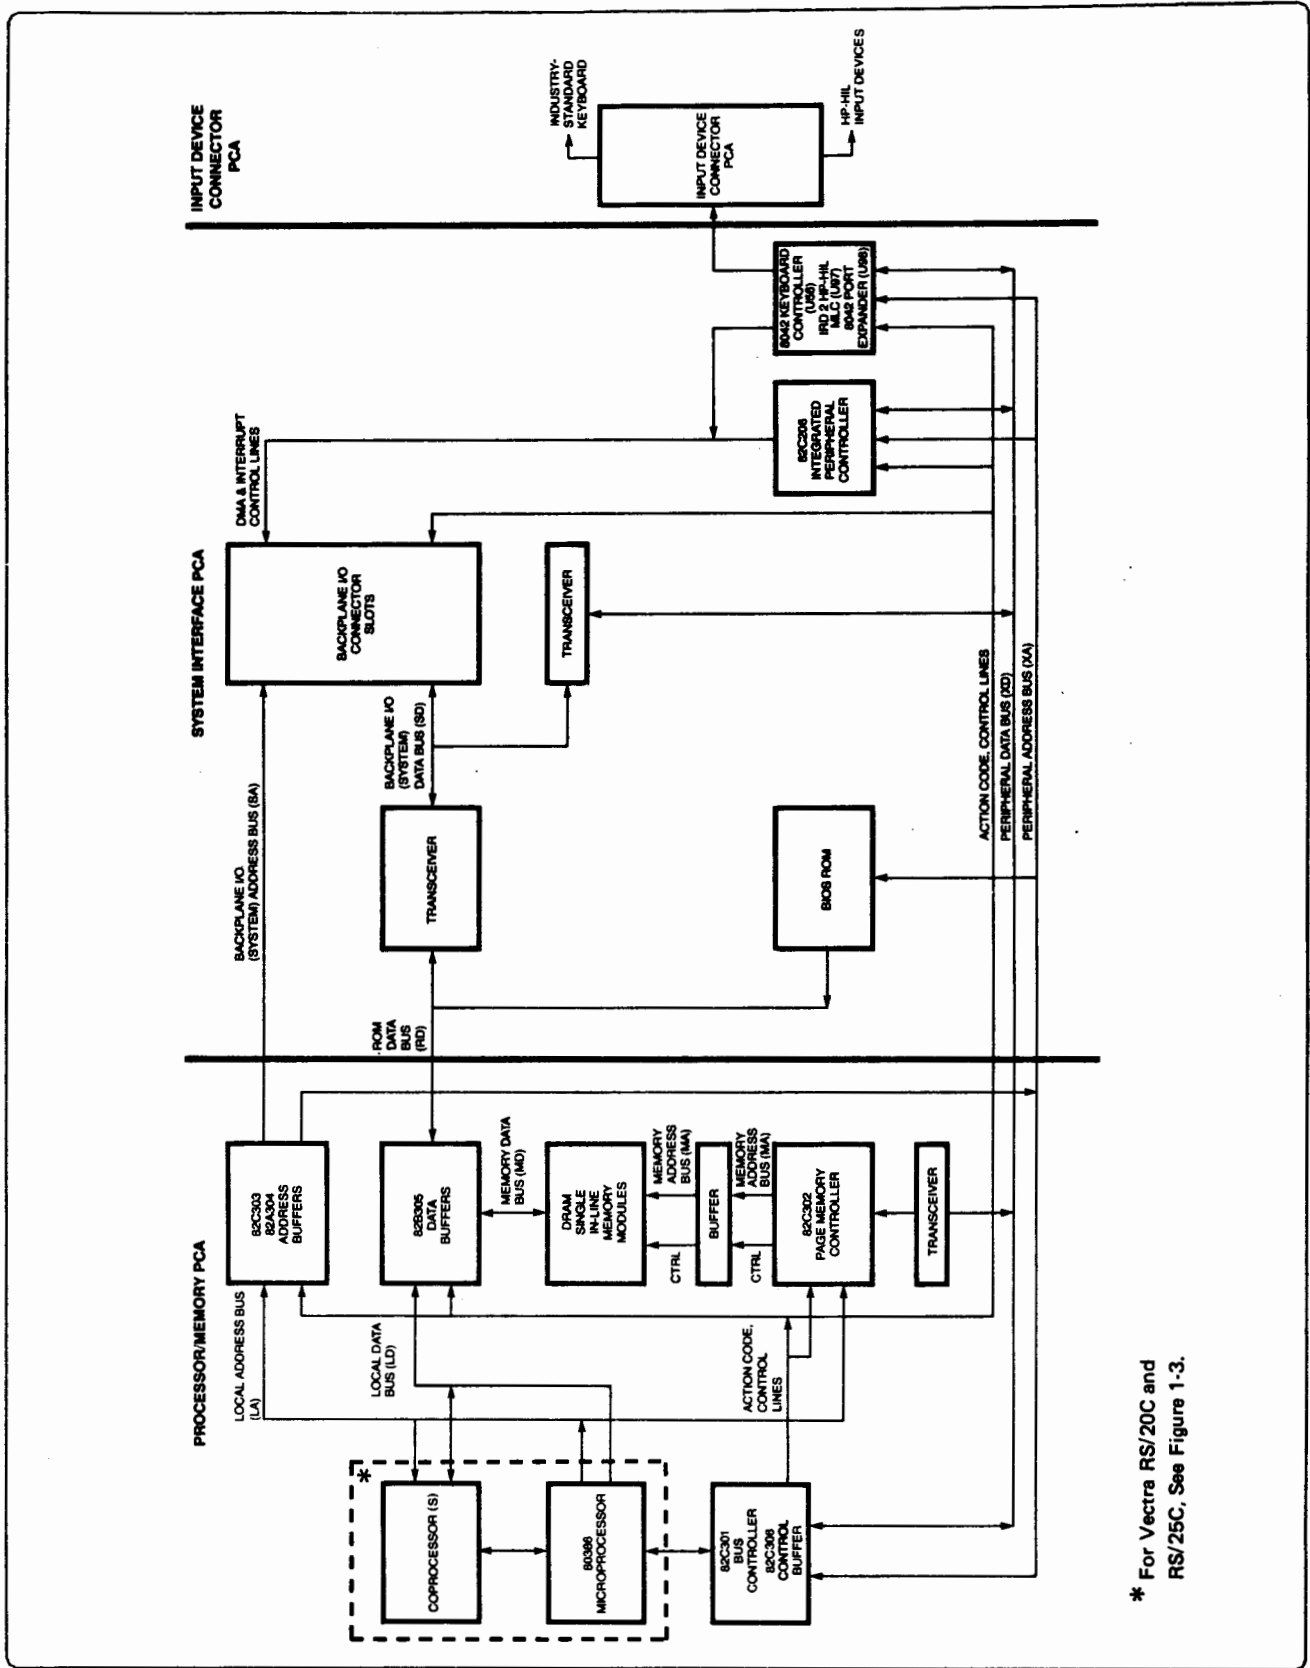 PROCESSOR/MEMORY PCA
SYSTEM INTERFACE PCA
INPUT DEVICE
CONNECTOR
PCA
LOCAL ADDRESS BUS
(LA)
82C303
82A304
ADDRESS
BUFFERS
BACKPLANE I/O
(SYSTEM) ADDRESS BUS (SA)
DMA & INTERRUPT
CONTROL LINES
INDUSTRY-
STANDARD
KEYBOARD
*
COPROCESSOR (S)
LOCAL DATA
BUS (LD)
82B305
DATA
BUFFERS
ROM
DATA
BUS
(RD)
TRANSCEIVER
BACKPLANE I/O
(SYSTEM)
DATA BUS (SD)
BACKPLANE I/O
CONNECTOR
SLOTS
MEMORY DATA
BUS (MD)
80386
MICROPROCESSOR
DRAM
SINGLE
IN-LINE
MEMORY
MODULES
TRANSCEIVER
INPUT DEVICE
CONNECTOR
PCA
CTRL
MEMORY
ADDRESS
BUS (MA)
BUFFER
CTRL
MEMORY
ADDRESS
BUS (MA)
82C301
BUS
CONTROLLER
82C306
CONTROL
BUFFER
ACTION CODE,
CONTROL
LINES
82C302
PAGE MEMORY
CONTROLLER
BIOS ROM
82C206
INTEGRATED
PERIPHERAL
CONTROLLER
8042 KEYBOARD
CONTROLLER
(U56)
IRD 2 HP-HIL
MLC (U97)
8042 PORT
EXPANDER (U98)
HP-HIL
INPUT DEVICES
TRANSCEIVER
ACTION CODE, CONTROL LINES
PERIPHERAL DATA BUS (XD)
PERIPHERAL ADDRESS BUS (XA)
* For Vectra RS/20C and
RS/25C, See Figure 1-3.